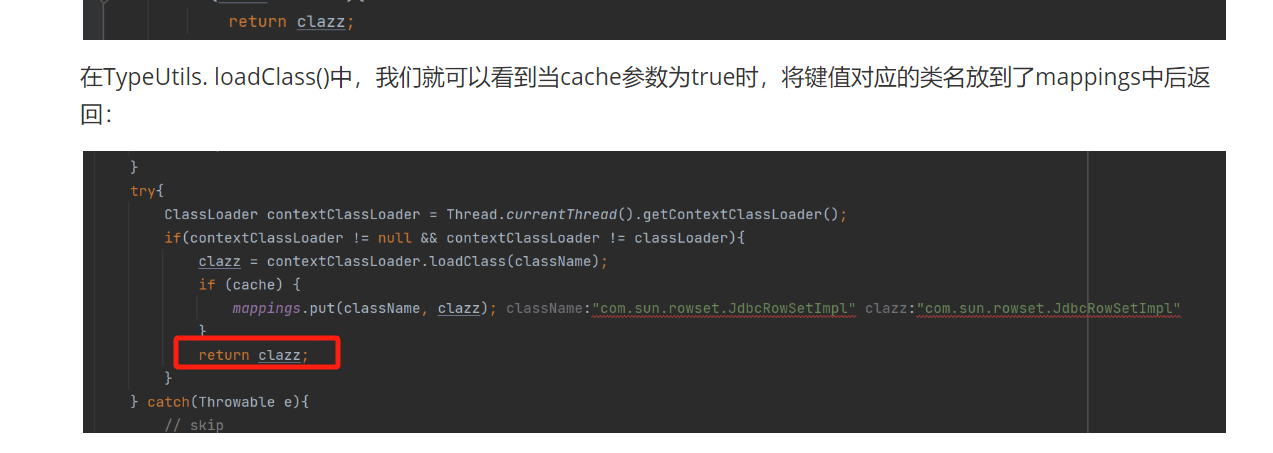 return clazz;
在TypeUtils. loadClass()中，我们就可以看到当cache参数为true时，将键值对应的类名放到了mappings中后返
回：
}
try{
ClassLoader contextClassLoader = Thread.currentThread().getContextClassLoader();
if(contextClassLoader != null && contextClassLoader != classLoader){
clazz = contextClassLoader.loadClass(className);
if (cache) {
mappings.put(className, clazz); className:"com.sun.rowset.JdbcRowSetImpl" clazz:"com.sun.rowset.JdbcRowSetImpl"
}
return clazz;
}
} catch(Throwable e){
// skip